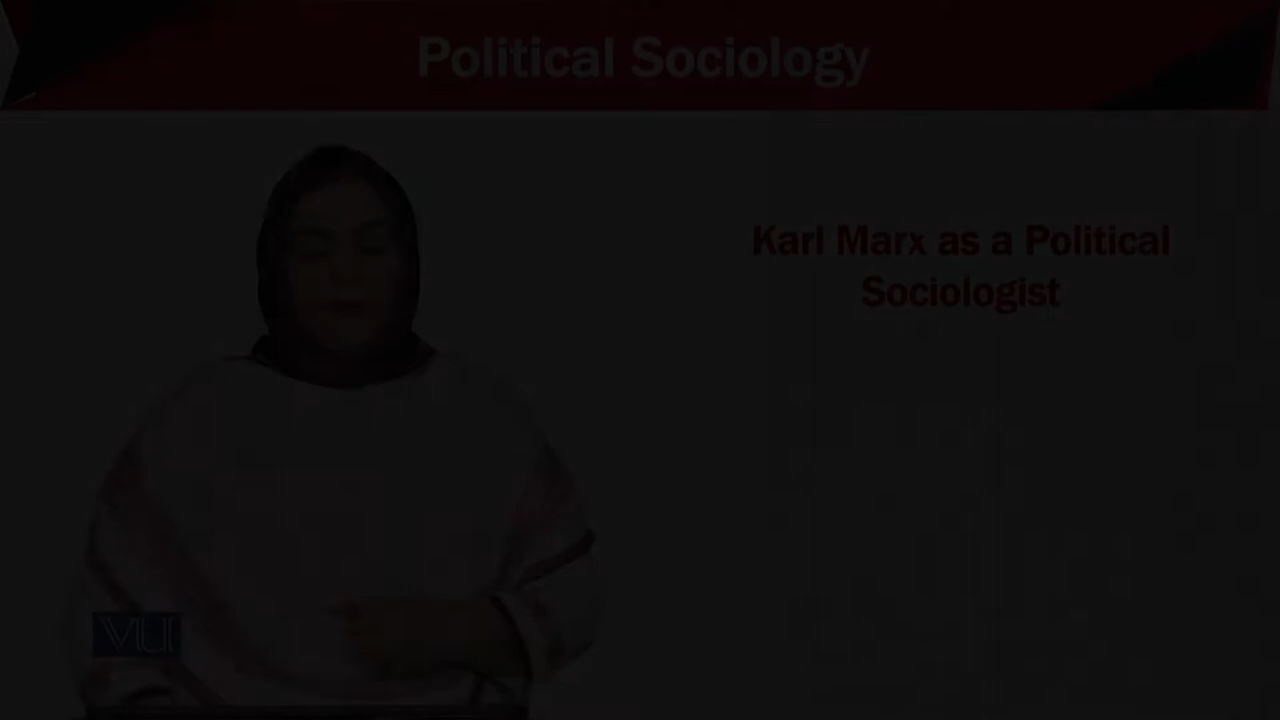 Political Sociology
Karl Marx as a Political
Sociologist
VU